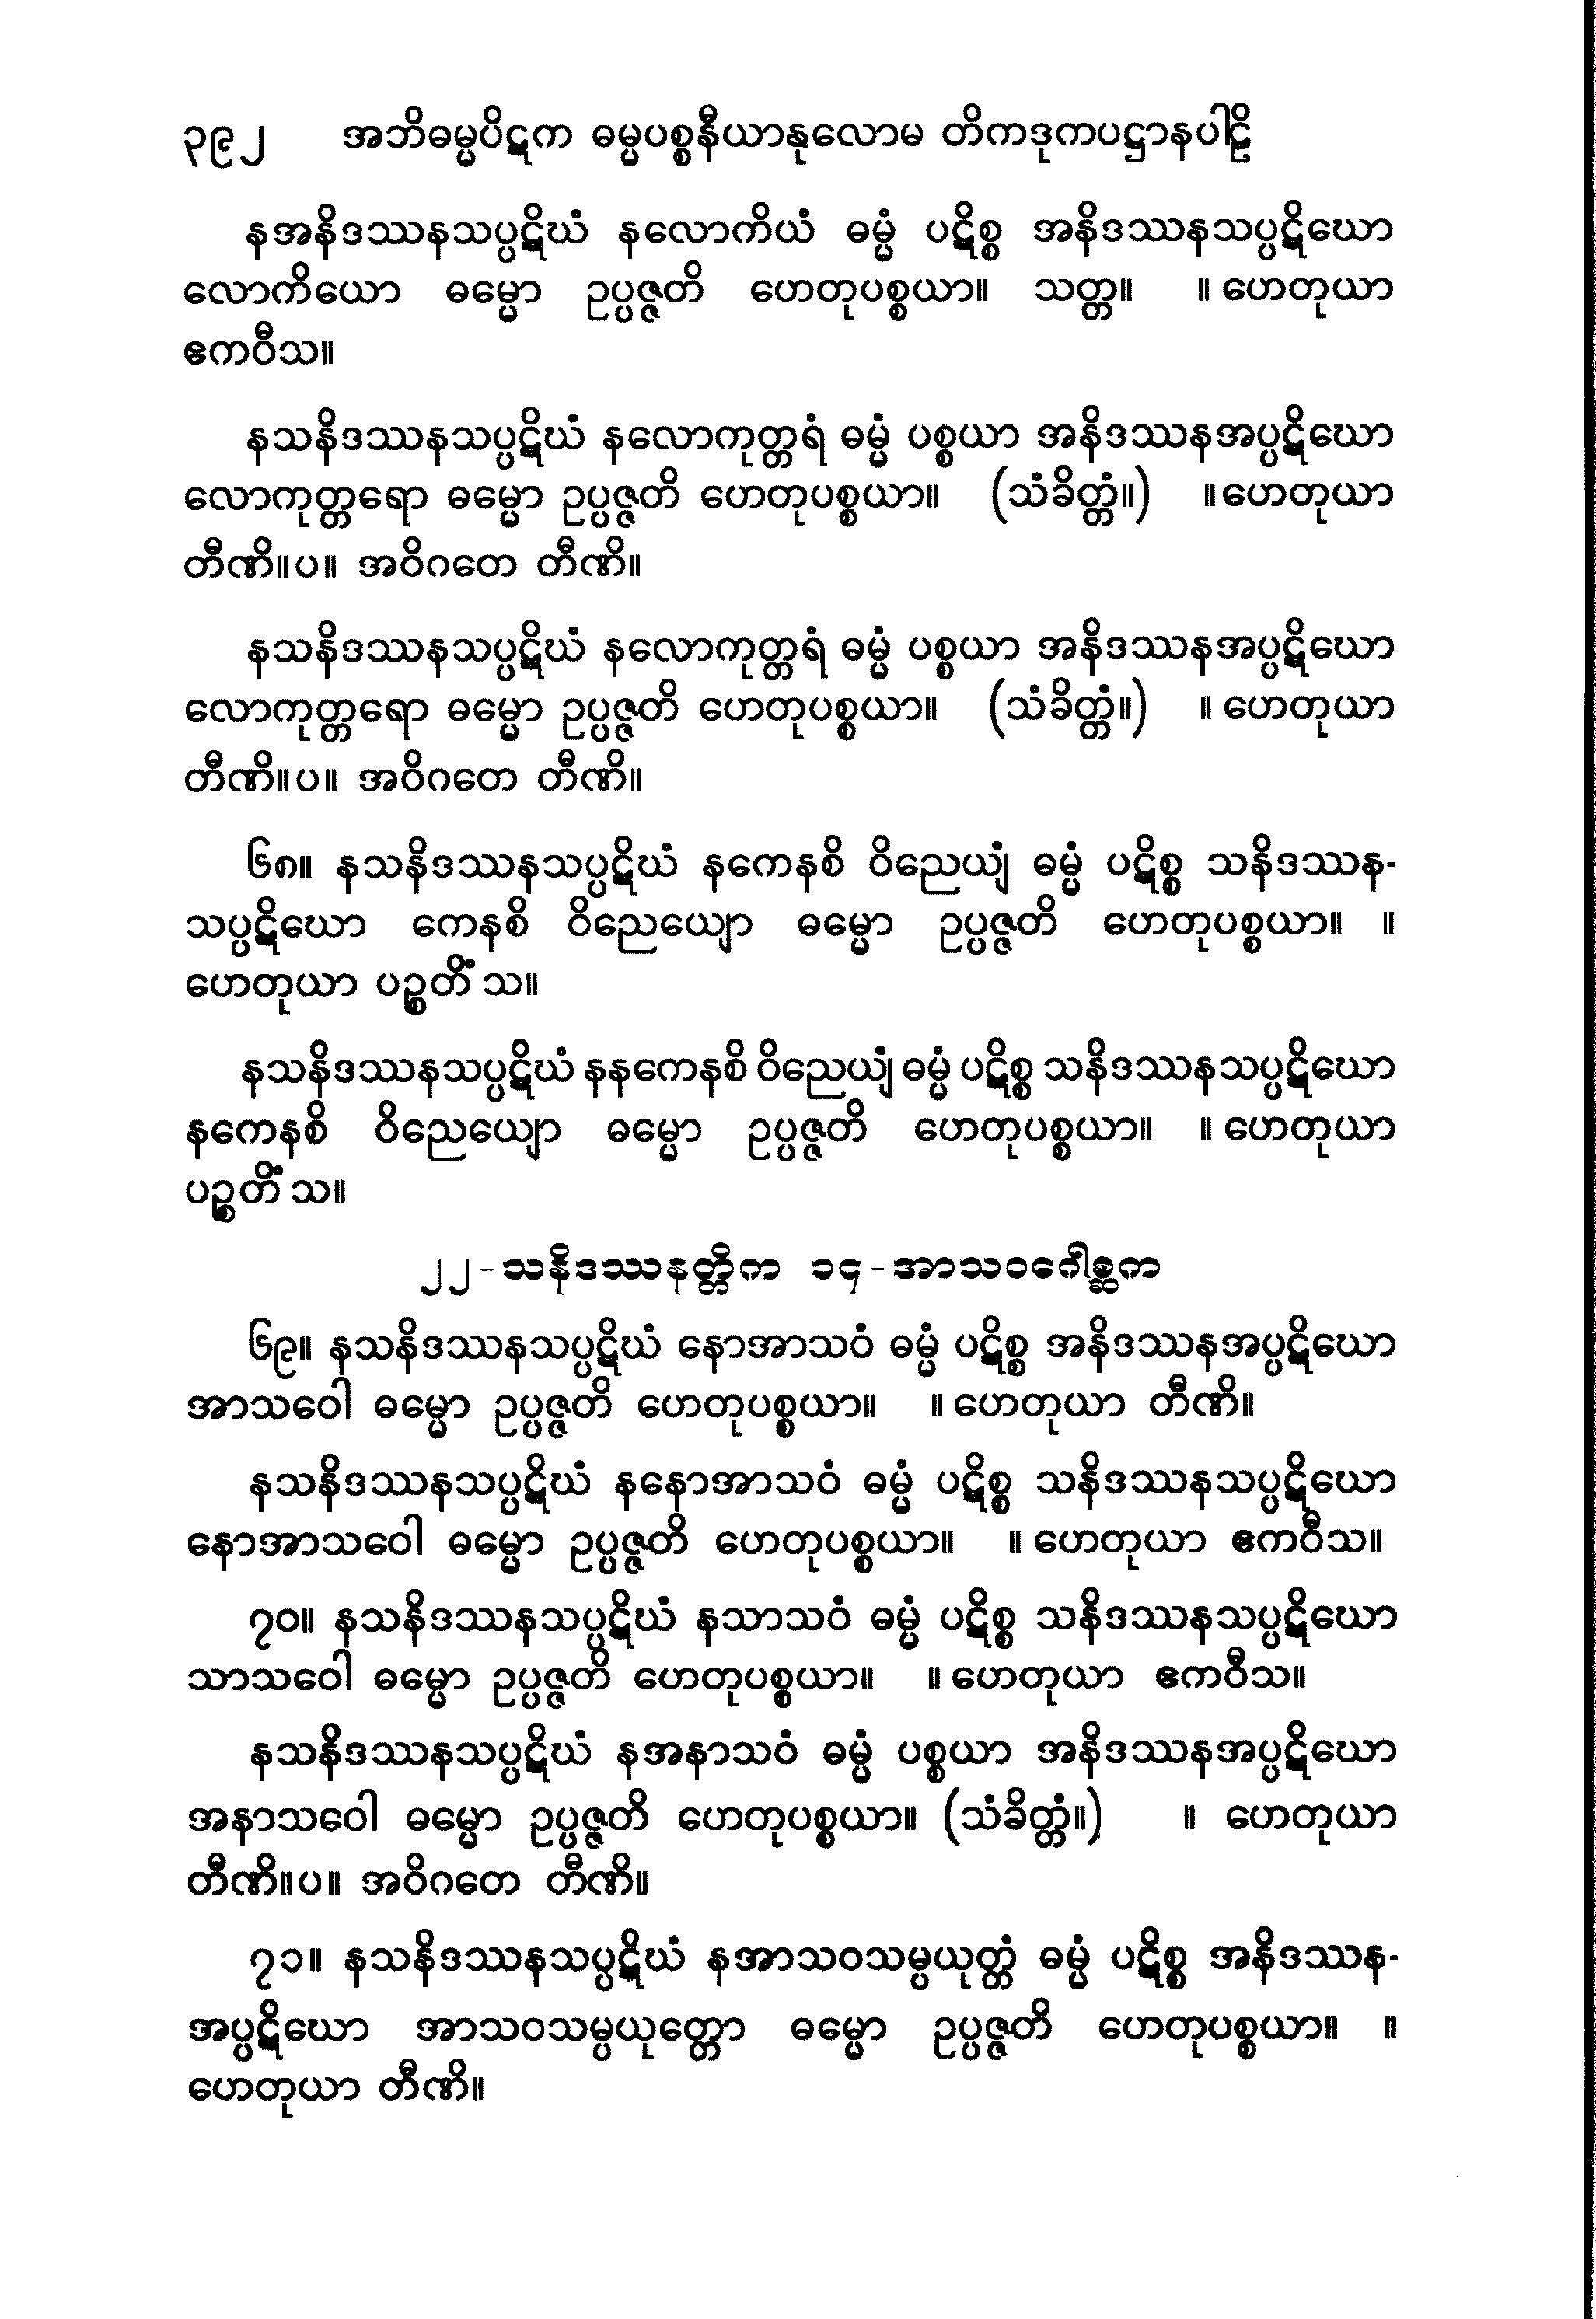 ၃၉၂ အဘိဓမ္မပိဋက ဓမ္မပစ္စနီယာနုလောမ တိကဒုကပဋ္ဌာနပါဠိ
နအနိဒဿနသပ္ပဋိဃံ နလောကိယံ ဓမ္မံ ပဋိစ္စ အနိဒဿနသပ္ပဋိဃော
လောကိယော ဓမ္မော ဥပ္ပဇ္ဇတိ ဟေတုပစ္စယာ။ သတ္တ။ ။ ဟေတုယာ
ဧကဝီသ။
နသနိဒဿနသပ္ပဋိဃံ နလောကုတ္တရံ ဓမ္မံ ပစ္စယာ အနိဒဿနအပ္ပဋိဃော
လောကုတ္တရော ဓမ္မော ဥပ္ပဇ္ဇတိ ဟေတုပစ္စယာ။ (သံခိတ္တံ။) ။ဟေတုယာ
တီဏိ။ပ။ အဝိဂတေ တီဏိ။
နသနိဒဿနသပ္ပဋိဃံ နလောကုတ္တရံ ဓမ္မံ ပစ္စယာ အနိဒဿနအပ္ပဋိဃော
လောကုတ္တရော ဓမ္မော ဥပ္ပဇ္ဇတိ ဟေတုပစ္စယာ။ (သံခိတ္တံ။) ။ ဟေတုယာ
တီဏိ။ပ။ အဝိဂတေ တီဏိ။
၆၈။ နသနိဒဿနသပ္ပဋိဃံ နကေနစိ ဝိညေယျံ ဓမ္မံ ပဋိစ္စ သနိဒဿန-
သပ္ပဋိဃော ကေနစိ ဝိညေယျော ဓမ္မော ဥပ္ပဇ္ဇတိ ဟေတုပစ္စယာ။ ။
ဟေတုယာ ပဉ္စတိံ သ။
နသနိဒဿနသပ္ပဋိဃံ နနကေနစိ ဝိညေယျံ ဓမ္မံ ပဋိစ္စ သနိဒဿနသပ္ပဋိဃော
နကေနစိ ဝိညေယျော ဓမ္မော ဥပ္ပဇ္ဇတိ ဟေတုပစ္စယာ။ ။ ဟေတုယာ
ပဉ္စတိံ သ။
၂၂-သနိဒဿနတ္တိက ၁၄-အာသဝဂေါစ္ဆက
၆၉။ နသနိဒဿနသပ္ပဋိဃံ နောအာသဝံ ဓမ္မံ ပဋိစ္စ အနိဒဿနအပ္ပဋိဃော
အာသဝေါ ဓမ္မော ဥပ္ပဇ္ဇတိ ဟေတုပစ္စယာ။ ။ ဟေတုယာ တီဏိ။
နသနိဒဿနသပ္ပဋိဃံ နနောအာသဝံ ဓမ္မံ ပဋိစ္စ သနိဒဿနသပ္ပဋိဃော
နောအာသဝေါ ဓမ္မော ဥပ္ပဇ္ဇတိ ဟေတုပစ္စယာ။ ။ ဟေတုယာ ဧကဝီသ။
၇၀။ နသနိဒဿနသပ္ပဋိဃံ နသာသဝံ ဓမ္မံ ပဋိစ္စ သနိဒဿနသပ္ပဋိဃော
သာသဝေါ ဓမ္မော ဥပ္ပဇ္ဇတိ ဟေတုပစ္စယာ။ ။ ဟေတုယာ ဧကဝီသ။
နသနိဒဿနသပ္ပဋိဃံ နအနာသဝံ ဓမ္မံ ပစ္စယာ အနိဒဿနအပ္ပဋိဃော
အနာသဝေါ ဓမ္မော ဥပ္ပဇ္ဇတိ ဟေတုပစ္စယာ။ (သံခိတ္တံ။) ။ ဟေတုယာ
တီဏိ။ပ။ အဝိဂတေ တီဏိ။
၇၁။ နသနိဒဿနသပ္ပဋိဃံ နအာသဝသမ္ပယုတ္တံ ဓမ္မံ ပဋိစ္စ အနိဒဿန-
အပ္ပဋိဃော အာသဝသမ္ပယုတ္တော ဓမ္မော ဥပ္ပဇ္ဇတိ ဟေတုပစ္စယာ။ ။
ဟေတုယာ တီဏိ။